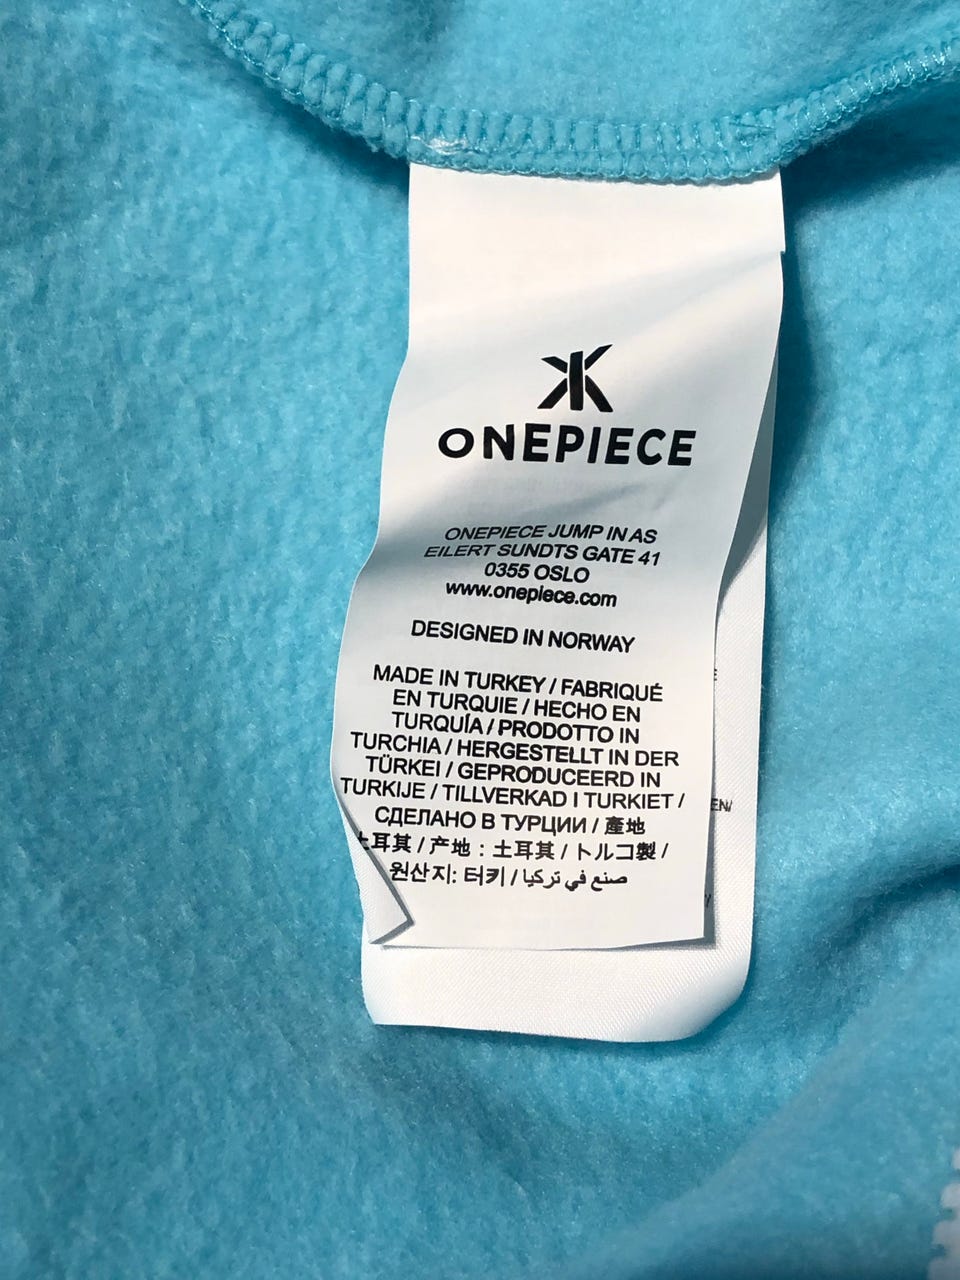 ONEPIECE
ONEPIECE JUMP IN AS
EILERT SUNDTS GATE 41
0355 OSLO
www.onepiece.com
DESIGNED IN NORWAY
MADE IN TURKEY / FABRIQUÉ
EN TURQUIE / HECHO EN
TURQUÍA / PRODOTTO IN
TURCHIA / HERGESTELLT IN DER
TÜRKEI / GEPRODUCEERD IN
TURKIJE / TILLVERKAD I TURKIET /
СДЕЛАНО В ТУРЦИИ / 產地
土耳其 / 产地 : 土耳其 / トルコ製 /
원산지: 터키 / صنع في تركيا
EN/